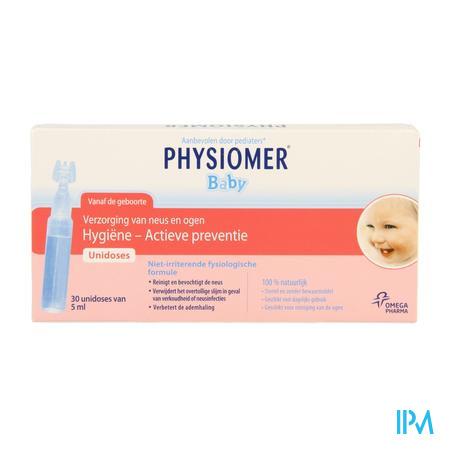 PHYSIOMER
Aanbevolen door pediaters*
PHYSIOMER®
Baby
Vanaf de geboorte
Verzorging van neus en ogen
Hygiëne – Actieve preventie
Unidoses
Niet-irriterende fysiologische
formule
• Reinigt en bevochtigt de neus
• Verwijdert het overtollige slijm in geval
van verkoudheid of neusinfecties
• Verbetert de ademhaling
100 % natuurlijk
• Steriel en zonder bewaarmiddel
• Geschikt voor dagelijks gebruik
• Geschikt voor reiniging van de ogen
30 unidoses van
5 ml
OMEGA
PHARMA
IPM